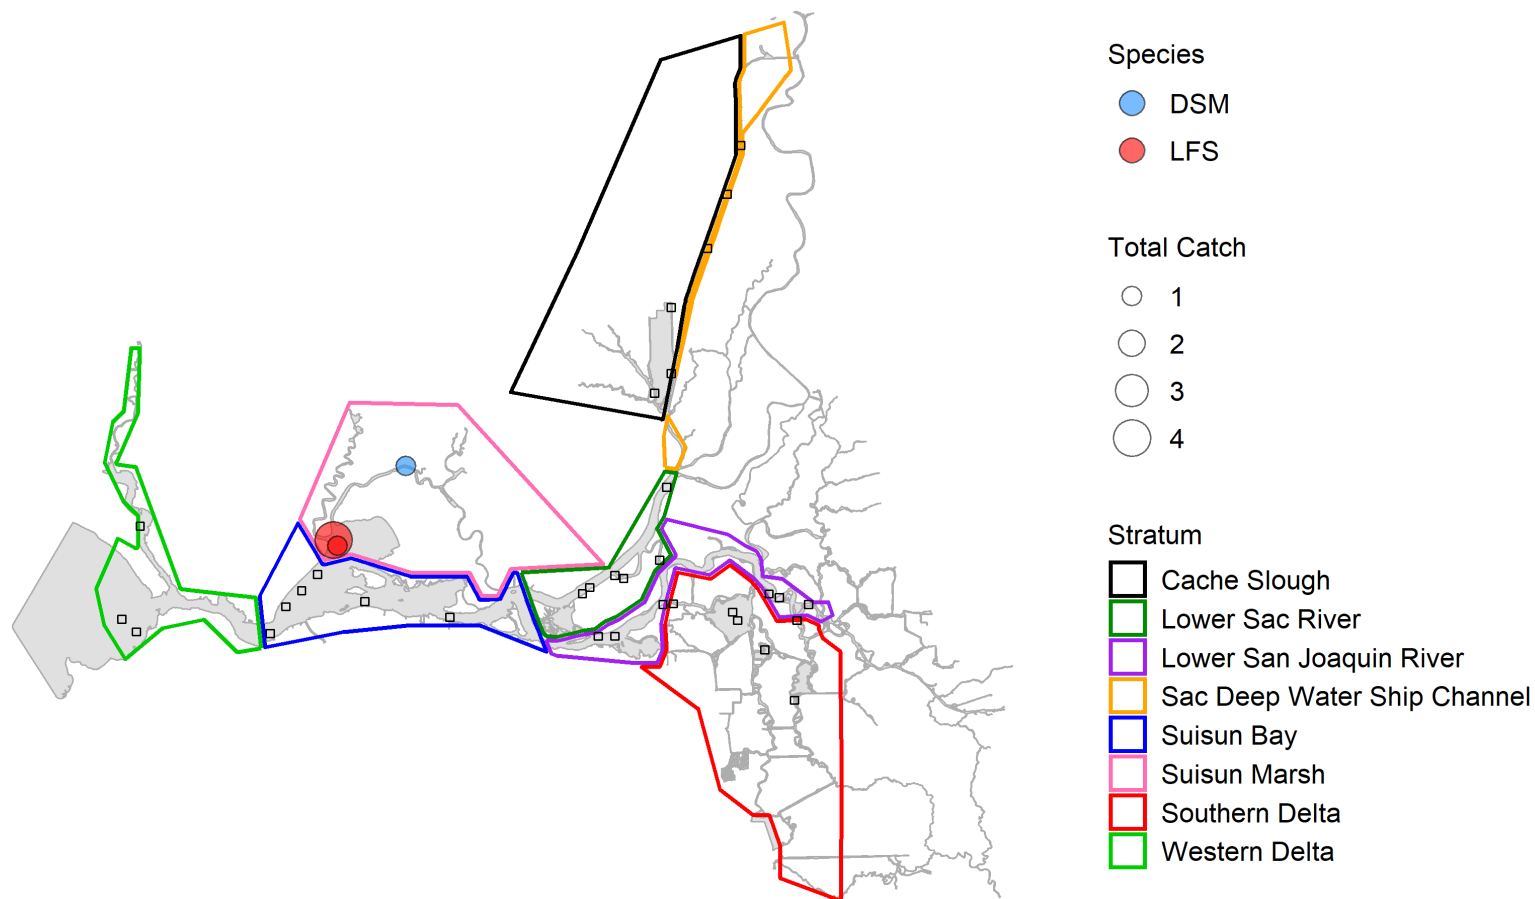 Species
DSM
LFS
Total Catch
1
2
3
4
Stratum
Cache Slough
Lower Sac River
Lower San Joaquin River
Sac Deep Water Ship Channel
Suisun Bay
Suisun Marsh
Southern Delta
Western Delta